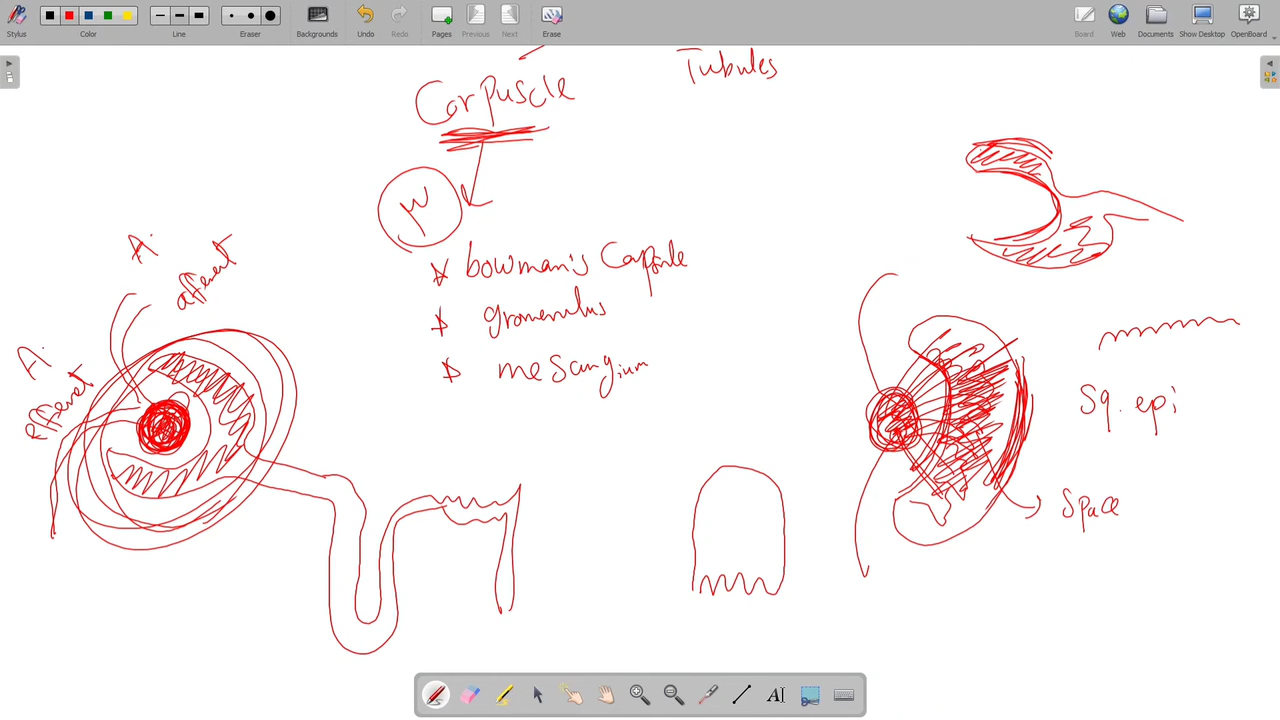 Stylus Color Line Eraser Backgrounds Undo Redo Pages Previous Next Erase Board Web Documents Show Desktop OpenBoard
Tubules
Corpuscle
A.
afferent
bowman's Capsule
gromerulus
mesangium
A.
efferent
Sq. epi
Space